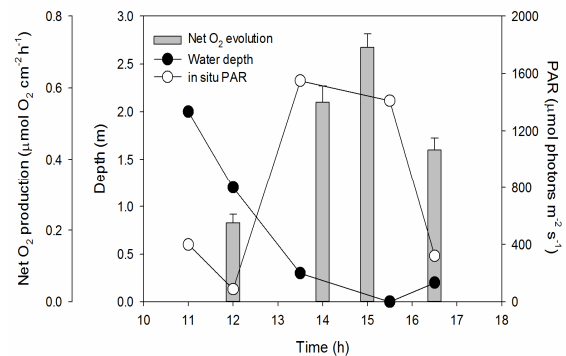 Net O2 production (μmol O2 cm-2 h-1)
0.8
0.6
0.4
0.2
0.0
Depth (m)
3.0
2.5
2.0
1.5
1.0
0.5
0.0
Net O2 evolution
Water depth
in situ PAR
2000
1600
1200
800
400
0
PAR (μmol photons m-2 s-1)
10 11 12 13 14 15 16 17 18
Time (h)